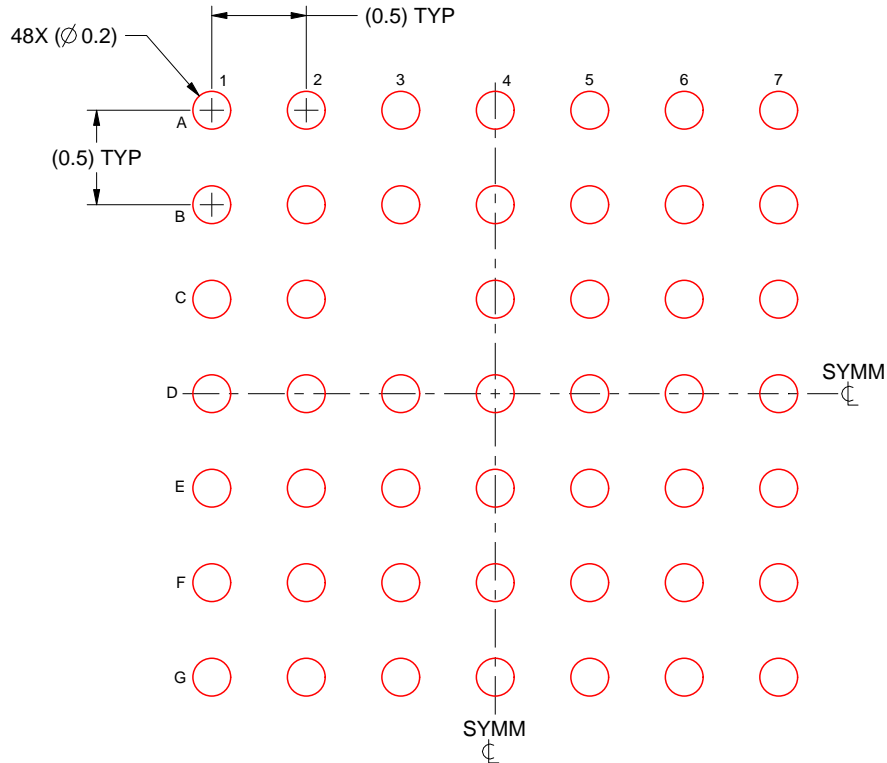 (0.5) TYP
48X (∅ 0.2)
1 2 3 4 5 6 7
A
(0.5) TYP
B
C
SYMM
D
℄
E
F
G
SYMM
℄